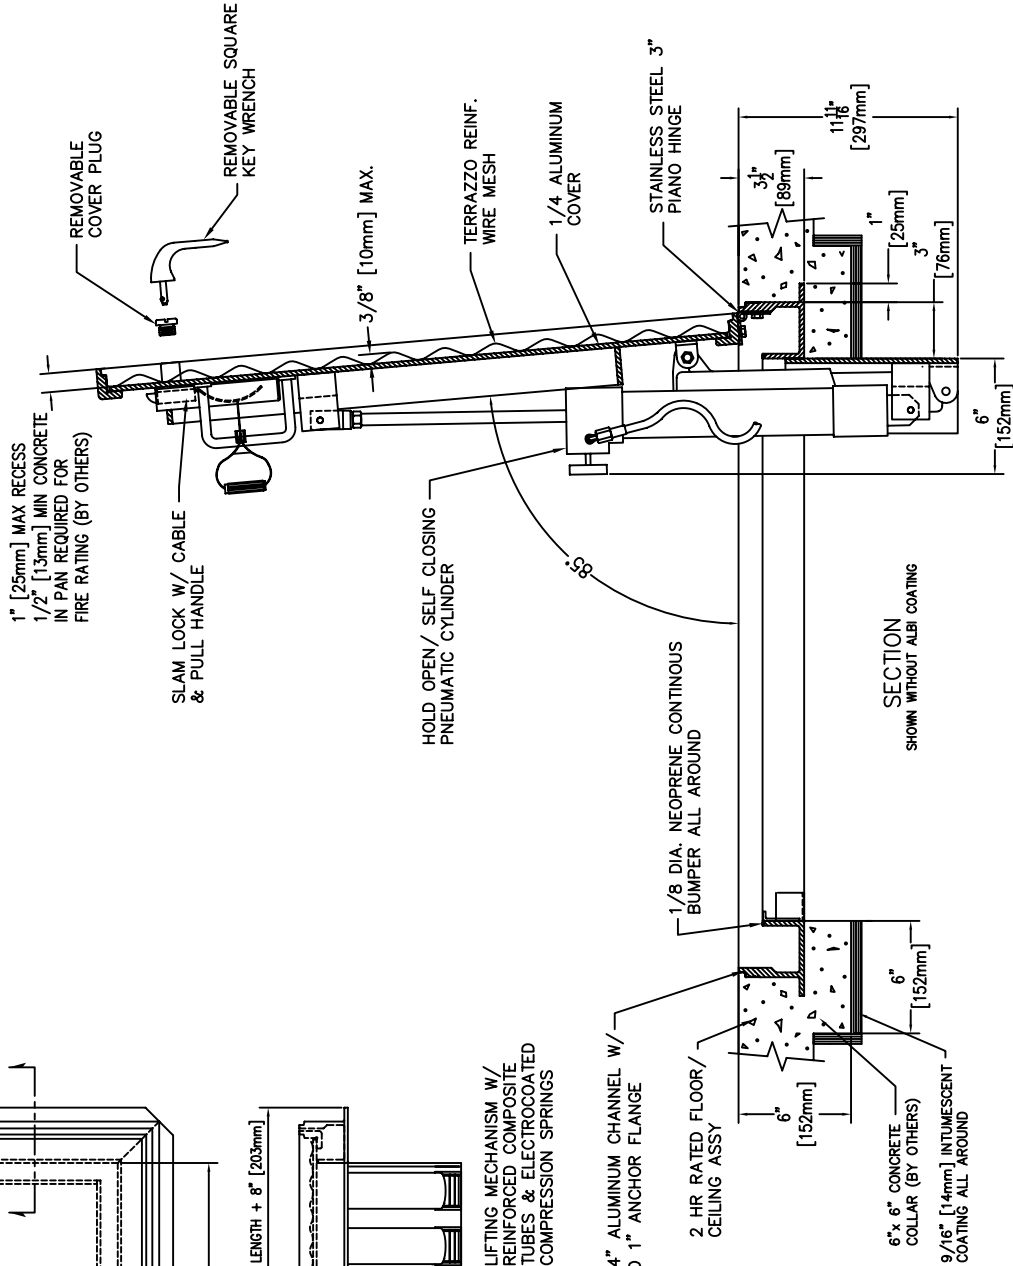 1" [25mm] MAX RECESS
1/2" [13mm] MIN CONCRETE
IN PAN REQUIRED FOR
FIRE RATING (BY OTHERS)
SLAM LOCK W/ CABLE
& PULL HANDLE
REMOVABLE
COVER PLUG
REMOVABLE SQUARE
KEY WRENCH
3/8" [10mm] MAX.
TERRAZZO REINF.
WIRE MESH
1/4 ALUMINUM
COVER
STAINLESS STEEL 3"
PIANO HINGE
HOLD OPEN/ SELF CLOSING
PNEUMATIC CYLINDER
85°
1/8 DIA. NEOPRENE CONTINOUS
BUMPER ALL AROUND
11 11/16"
[297mm]
3 1/2"
[89mm]
1"
[25mm]
3"
[76mm]
6"
[152mm]
SECTION
SHOWN WITHOUT ALBI COATING
6"
[152mm]
6"
[152mm]
LENGTH + 8" [203mm]
LIFTING MECHANISM W/
REINFORCED COMPOSITE
TUBES & ELECTROCOATED
COMPRESSION SPRINGS
4" ALUMINUM CHANNEL W/
1" ANCHOR FLANGE
2 HR RATED FLOOR/
CEILING ASSY
6"x 6" CONCRETE
COLLAR (BY OTHERS)
9/16" [14mm] INTUMESCENT
COATING ALL AROUND